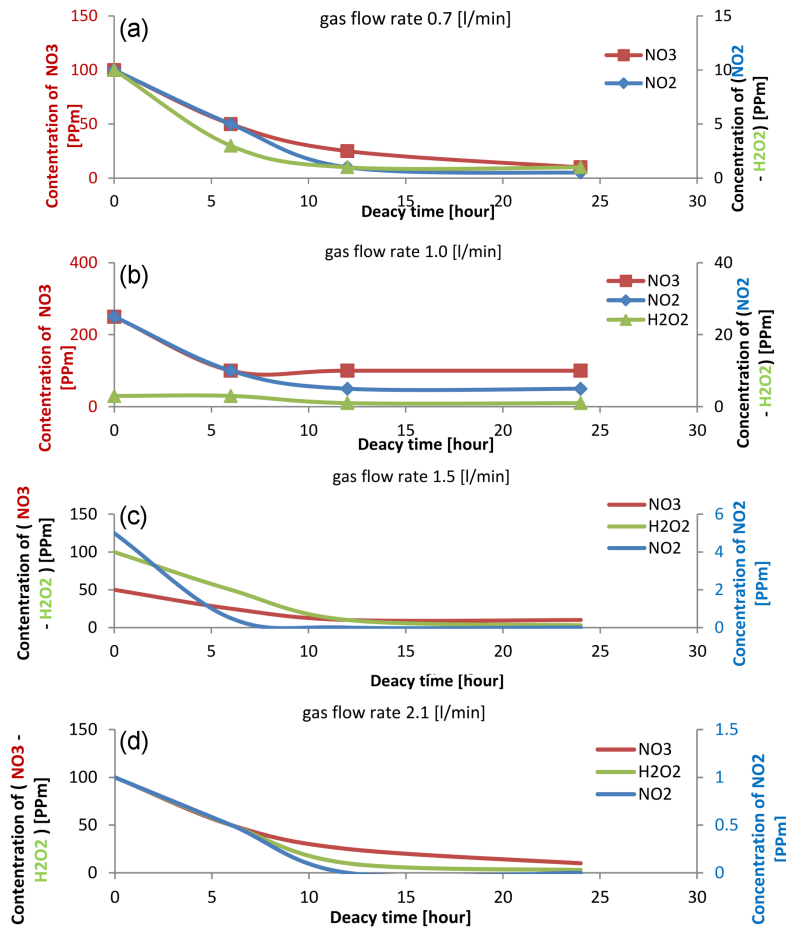 (a)
gas flow rate 0.7 [l/min]
Contentration of NO3
[PPm]
150
100
50
0
15
10
5
0
Concentration of (NO2
- H2O2) [PPm]
NO3
NO2
0 5 10 15 20 25 30
Deacy time [hour]
(b)
gas flow rate 1.0 [l/min]
Contentration of NO3
[PPm]
400
200
0
40
20
0
Concentration of (NO2
- H2O2) [PPm]
NO3
NO2
H2O2
0 5 10 15 20 25 30
Deacy time [hour]
gas flow rate 1.5 [l/min]
(c)
Contentration of ( NO3
- H2O2 ) [PPm]
150
100
50
0
6
4
2
0
Concentration of NO2
[PPm]
NO3
H2O2
NO2
0 5 10 15 20 25 30
Deacy time [hour]
gas flow rate 2.1 [l/min]
(d)
Contentration of ( NO3 -
H2O2 ) [PPm]
150
100
50
0
1.5
1
0.5
0
Concentration of NO2
[PPm]
NO3
H2O2
NO2
0 5 10 15 20 25 30
Deacy time [hour]